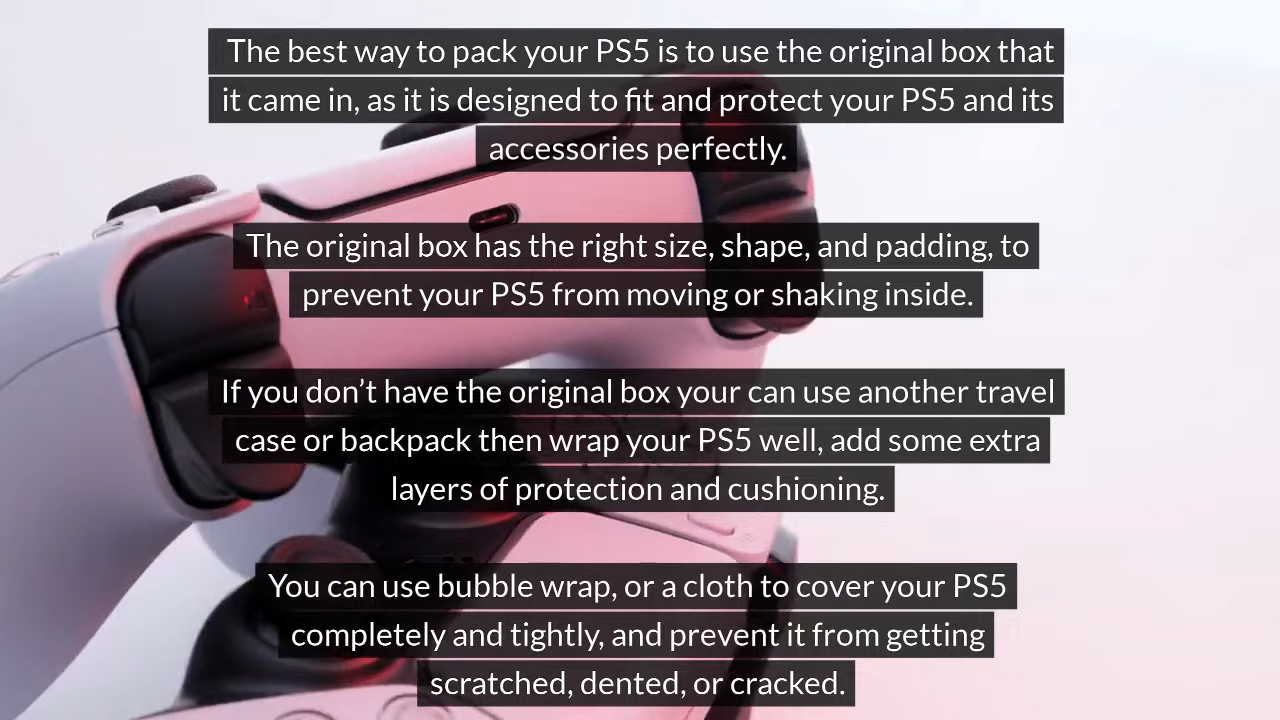 The best way to pack your PS5 is to use the original box that
it came in, as it is designed to fit and protect your PS5 and its
accessories perfectly.
The original box has the right size, shape, and padding, to
prevent your PS5 from moving or shaking inside.
If you don’t have the original box your can use another travel
case or backpack then wrap your PS5 well, add some extra
layers of protection and cushioning.
You can use bubble wrap, or a cloth to cover your PS5
completely and tightly, and prevent it from getting
scratched, dented, or cracked.